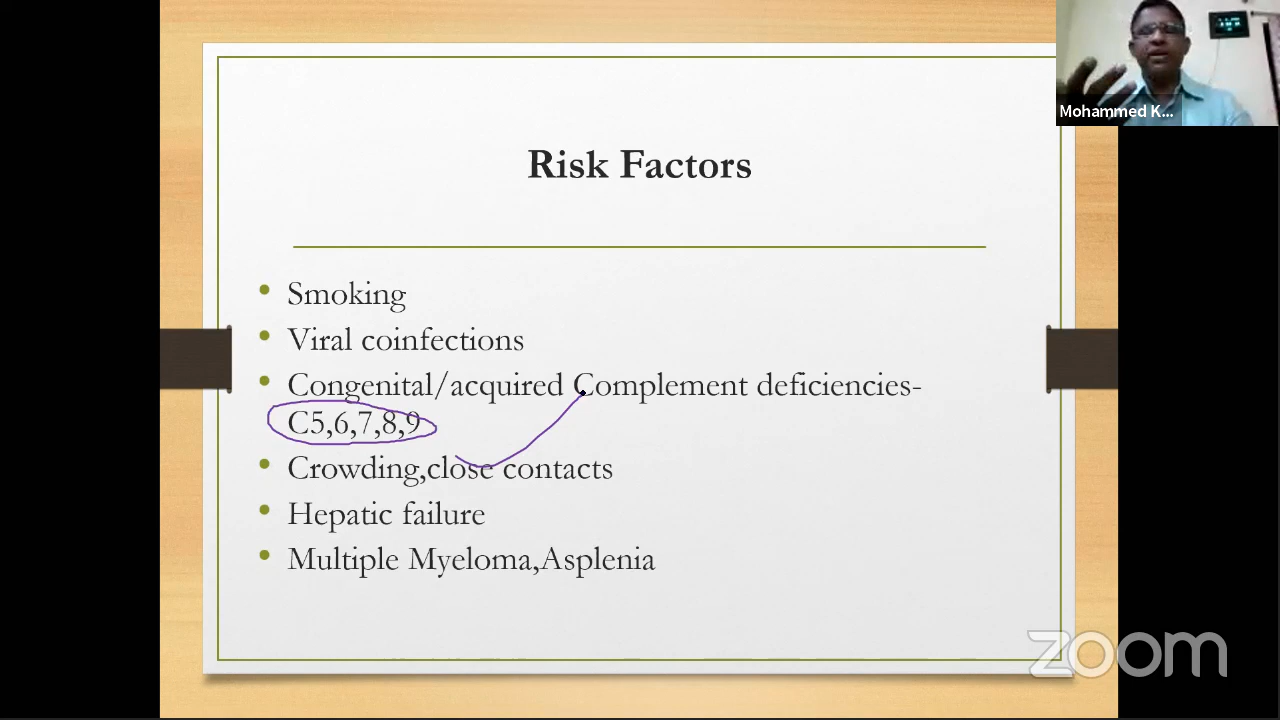 Mohammed K...
Risk Factors
• Smoking
• Viral coinfections
• Congenital/acquired Complement deficiencies-
C5,6,7,8,9
• Crowding,close contacts
• Hepatic failure
• Multiple Myeloma,Asplenia
zoom